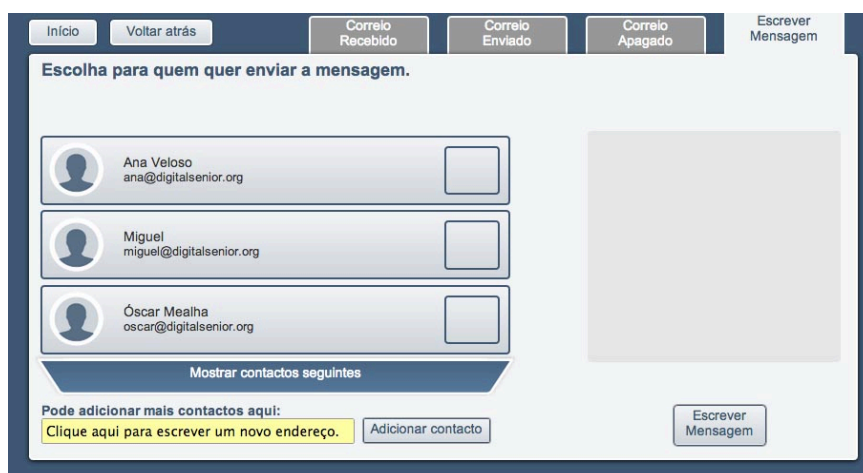 Início
Voltar atrás
Correio
Recebido
Correio
Enviado
Correio
Apagado
Escrever
Mensagem
Escolha para quem quer enviar a mensagem.
Ana Veloso
ana@digitalsenior.org
Miguel
miguel@digitalsenior.org
Óscar Mealha
oscar@digitalsenior.org
Mostrar contactos seguintes
Pode adicionar mais contactos aqui:
Clique aqui para escrever um novo endereço.
Adicionar contacto
Escrever
Mensagem